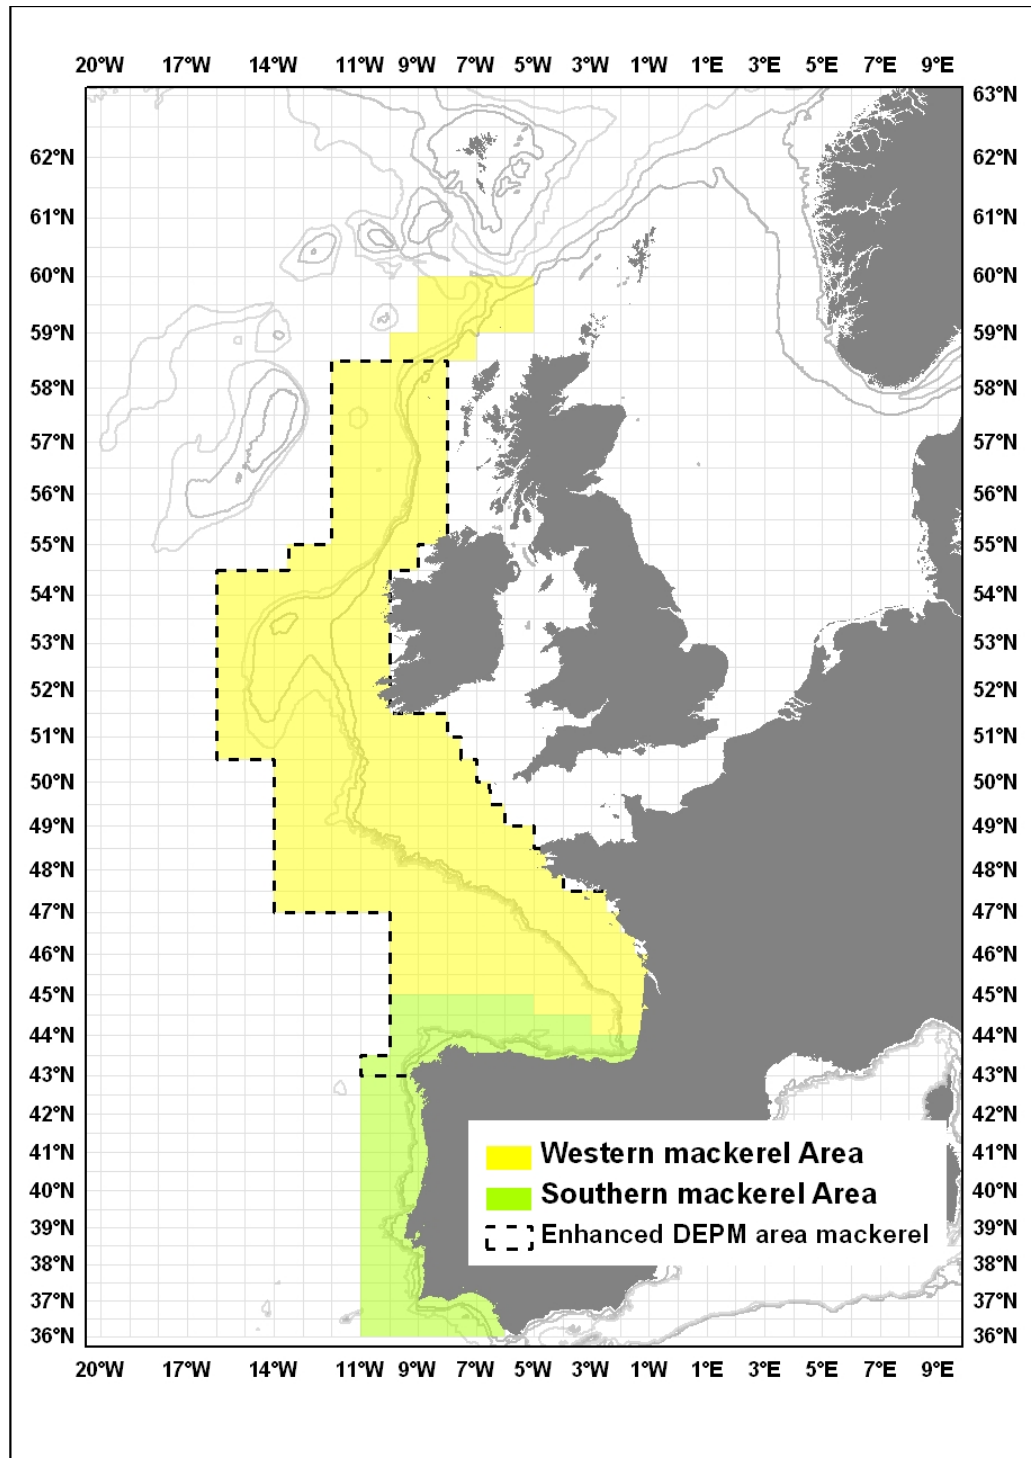 20°W 17°W 14°W 11°W 9°W 7°W 5°W 3°W 1°W 1°E 3°E 5°E 7°E 9°E
63°N
62°N 62°N
61°N 61°N
60°N 60°N
59°N 59°N
58°N 58°N
57°N 57°N
56°N 56°N
55°N 55°N
54°N 54°N
53°N 53°N
52°N 52°N
51°N 51°N
50°N 50°N
49°N 49°N
48°N 48°N
47°N 47°N
46°N 46°N
45°N 45°N
44°N 44°N
43°N 43°N
42°N 42°N
41°N Western mackerel Area 41°N
40°N Southern mackerel Area 40°N
39°N Enhanced DEPM area mackerel 39°N
38°N 38°N
37°N 37°N
36°N 36°N
20°W 17°W 14°W 11°W 9°W 7°W 5°W 3°W 1°W 1°E 3°E 5°E 7°E 9°E